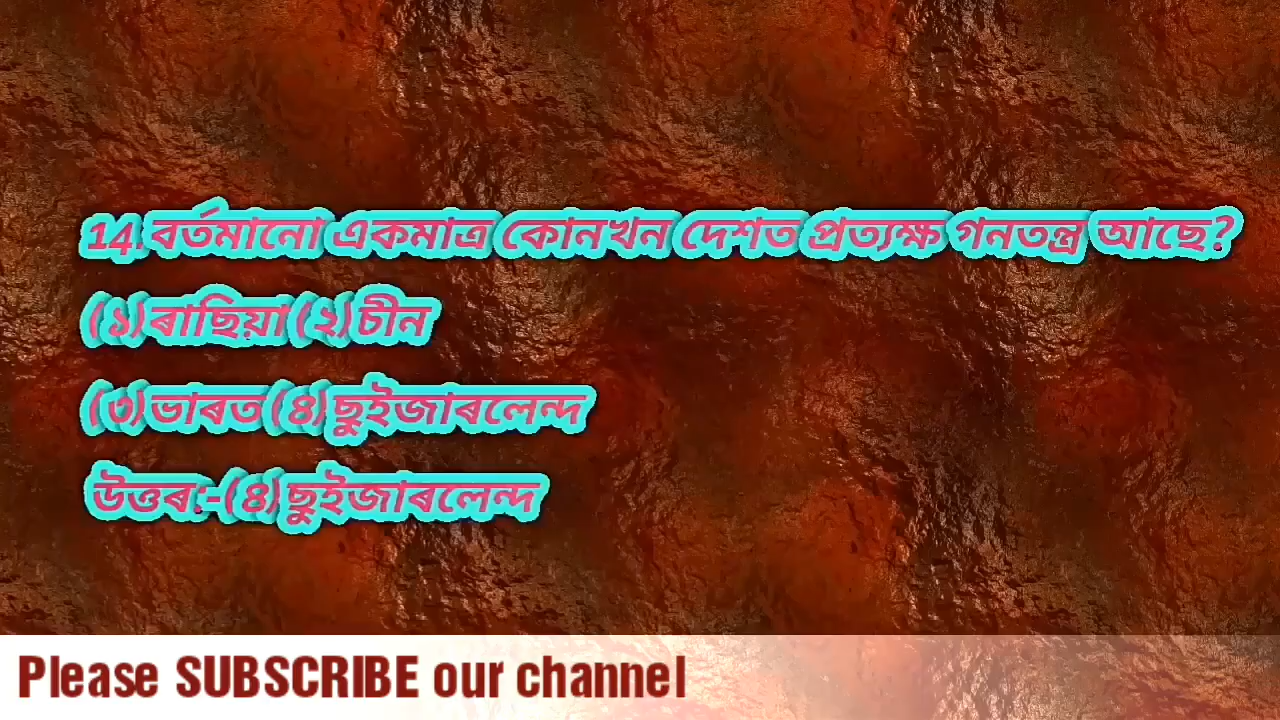 14.বৰ্তমানো একমাত্ৰ কোনখন দেশত প্ৰত্যক্ষ গনতন্ত্ৰ আছে?
(১)ৰাছিয়া (২)চীন
(৩)ভাৰত (৪)ছুইজাৰলেন্দ
উত্তৰ:-(৪)ছুইজাৰলেন্দ
Please SUBSCRIBE our channel